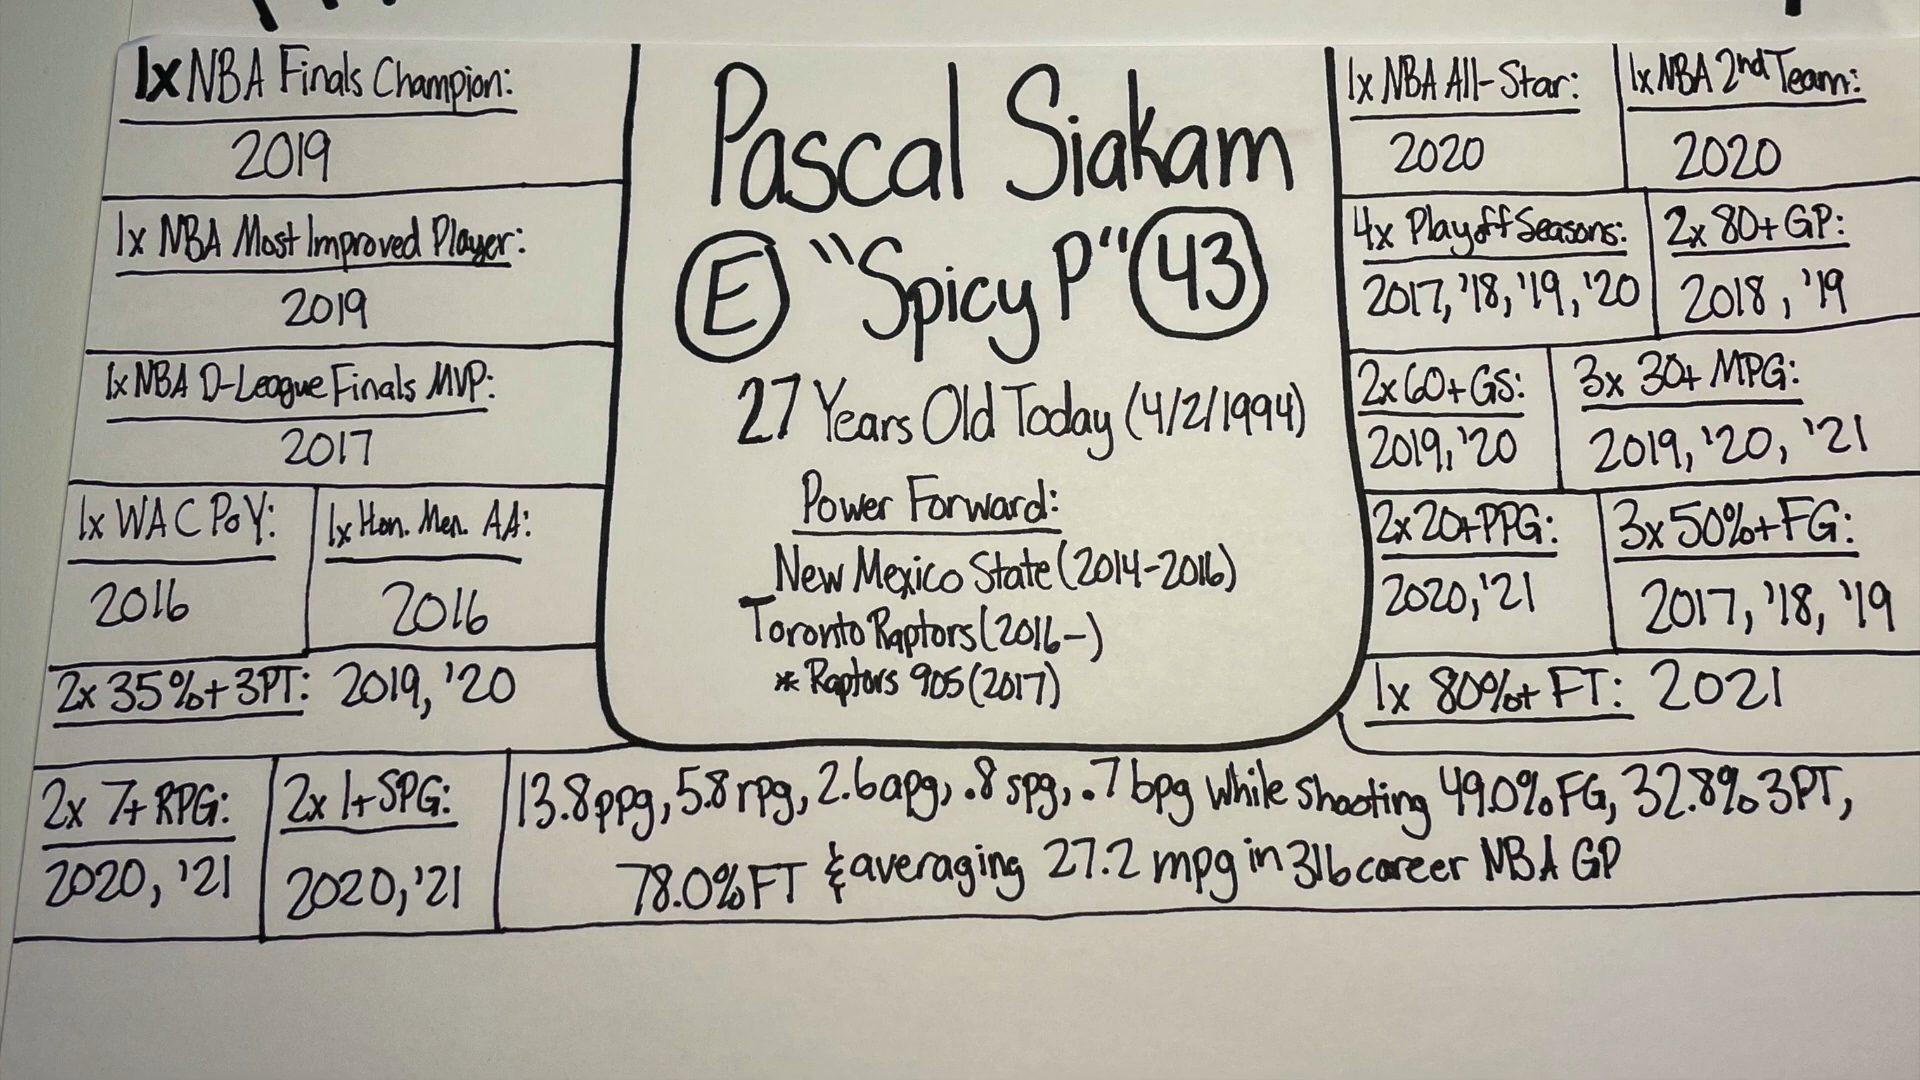 1x NBA Finals Champion:
2019
1x NBA Most Improved Player:
2019
1x NBA D-League Finals MVP:
2017
1x WAC PoY:
2016
1x Hon. Men. AA:
2016
2x 35%+ 3PT: 2019, '20
Pascal Siakam
E "Spicy P" 43
27 Years Old Today (4/2/1994)
Power Forward:
New Mexico State (2014-2016)
Toronto Raptors (2016-)
* Raptors 905 (2017)
1x NBA All-Star:
2020
1x NBA 2nd Team:
2020
4x Playoff Seasons:
2017, '18, '19, '20
2x 80+ GP:
2018, '19
2x 60+ GS:
2019, '20
3x 30+ MPG:
2019, '20, '21
2x 20+ PPG:
2020, '21
3x 50%+ FG:
2017, '18, '19
1x 80%+ FT: 2021
2x 7+ RPG:
2020, '21
2x 1+ SPG:
2020, '21
13.8 ppg, 5.8 rpg, 2.6 apg, .8 spg, .7 bpg while shooting 49.0% FG, 32.8% 3PT,
78.0% FT & averaging 27.2 mpg in 316 career NBA GP